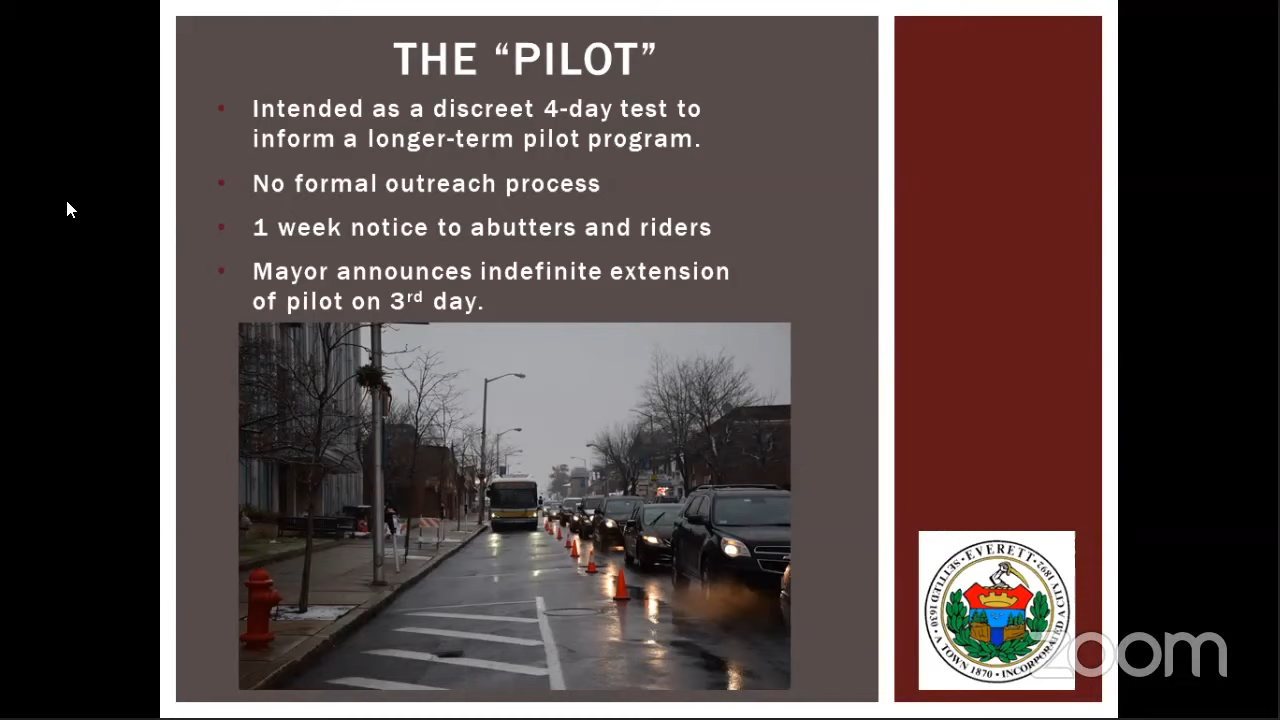 THE “PILOT”
• Intended as a discreet 4-day test to
inform a longer-term pilot program.
• No formal outreach process
• 1 week notice to abutters and riders
• Mayor announces indefinite extension
of pilot on 3rd day.
• EVERETT •
SETTLED 1630 • A TOWN 1870 • INCORPORATED A CITY 1892
zoom